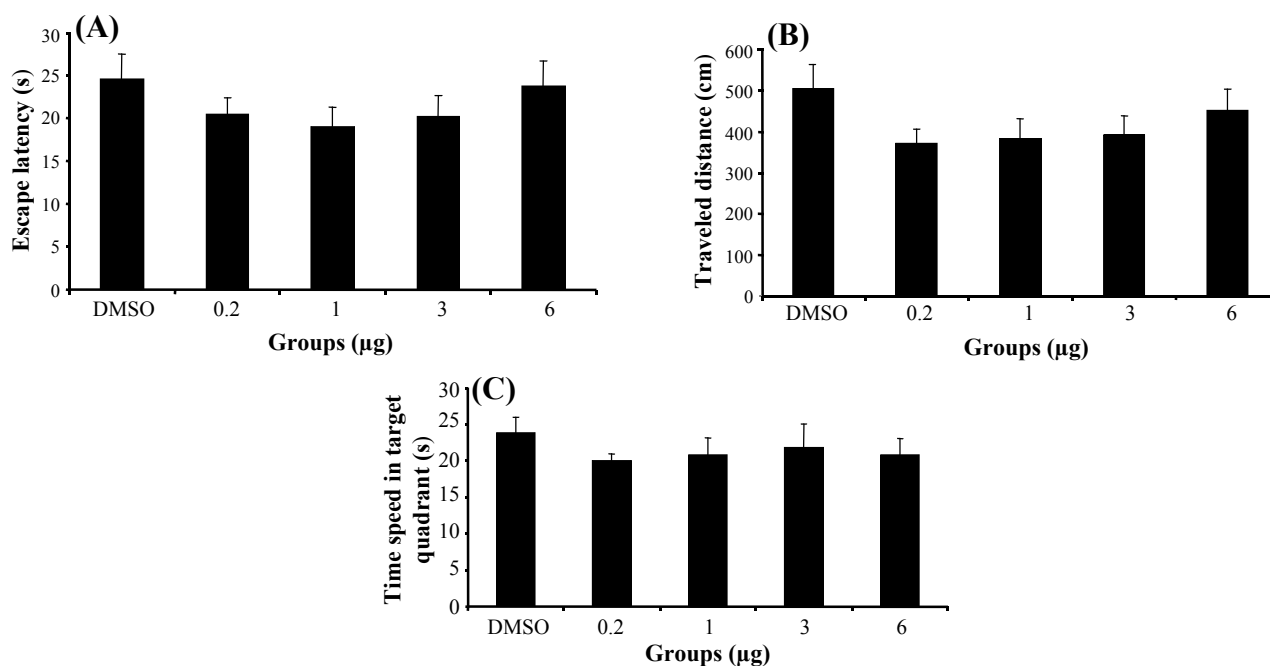 (A)
Escape latency (s)
30
25
20
15
10
5
0
DMSO 0.2 1 3 6
Groups (µg)
(B)
Traveled distance (cm)
600
500
400
300
200
100
0
DMSO 0.2 1 3 6
Groups (µg)
(C)
Time speed in target
quadrant (s)
30
25
20
15
10
5
0
DMSO 0.2 1 3 6
Groups (µg)